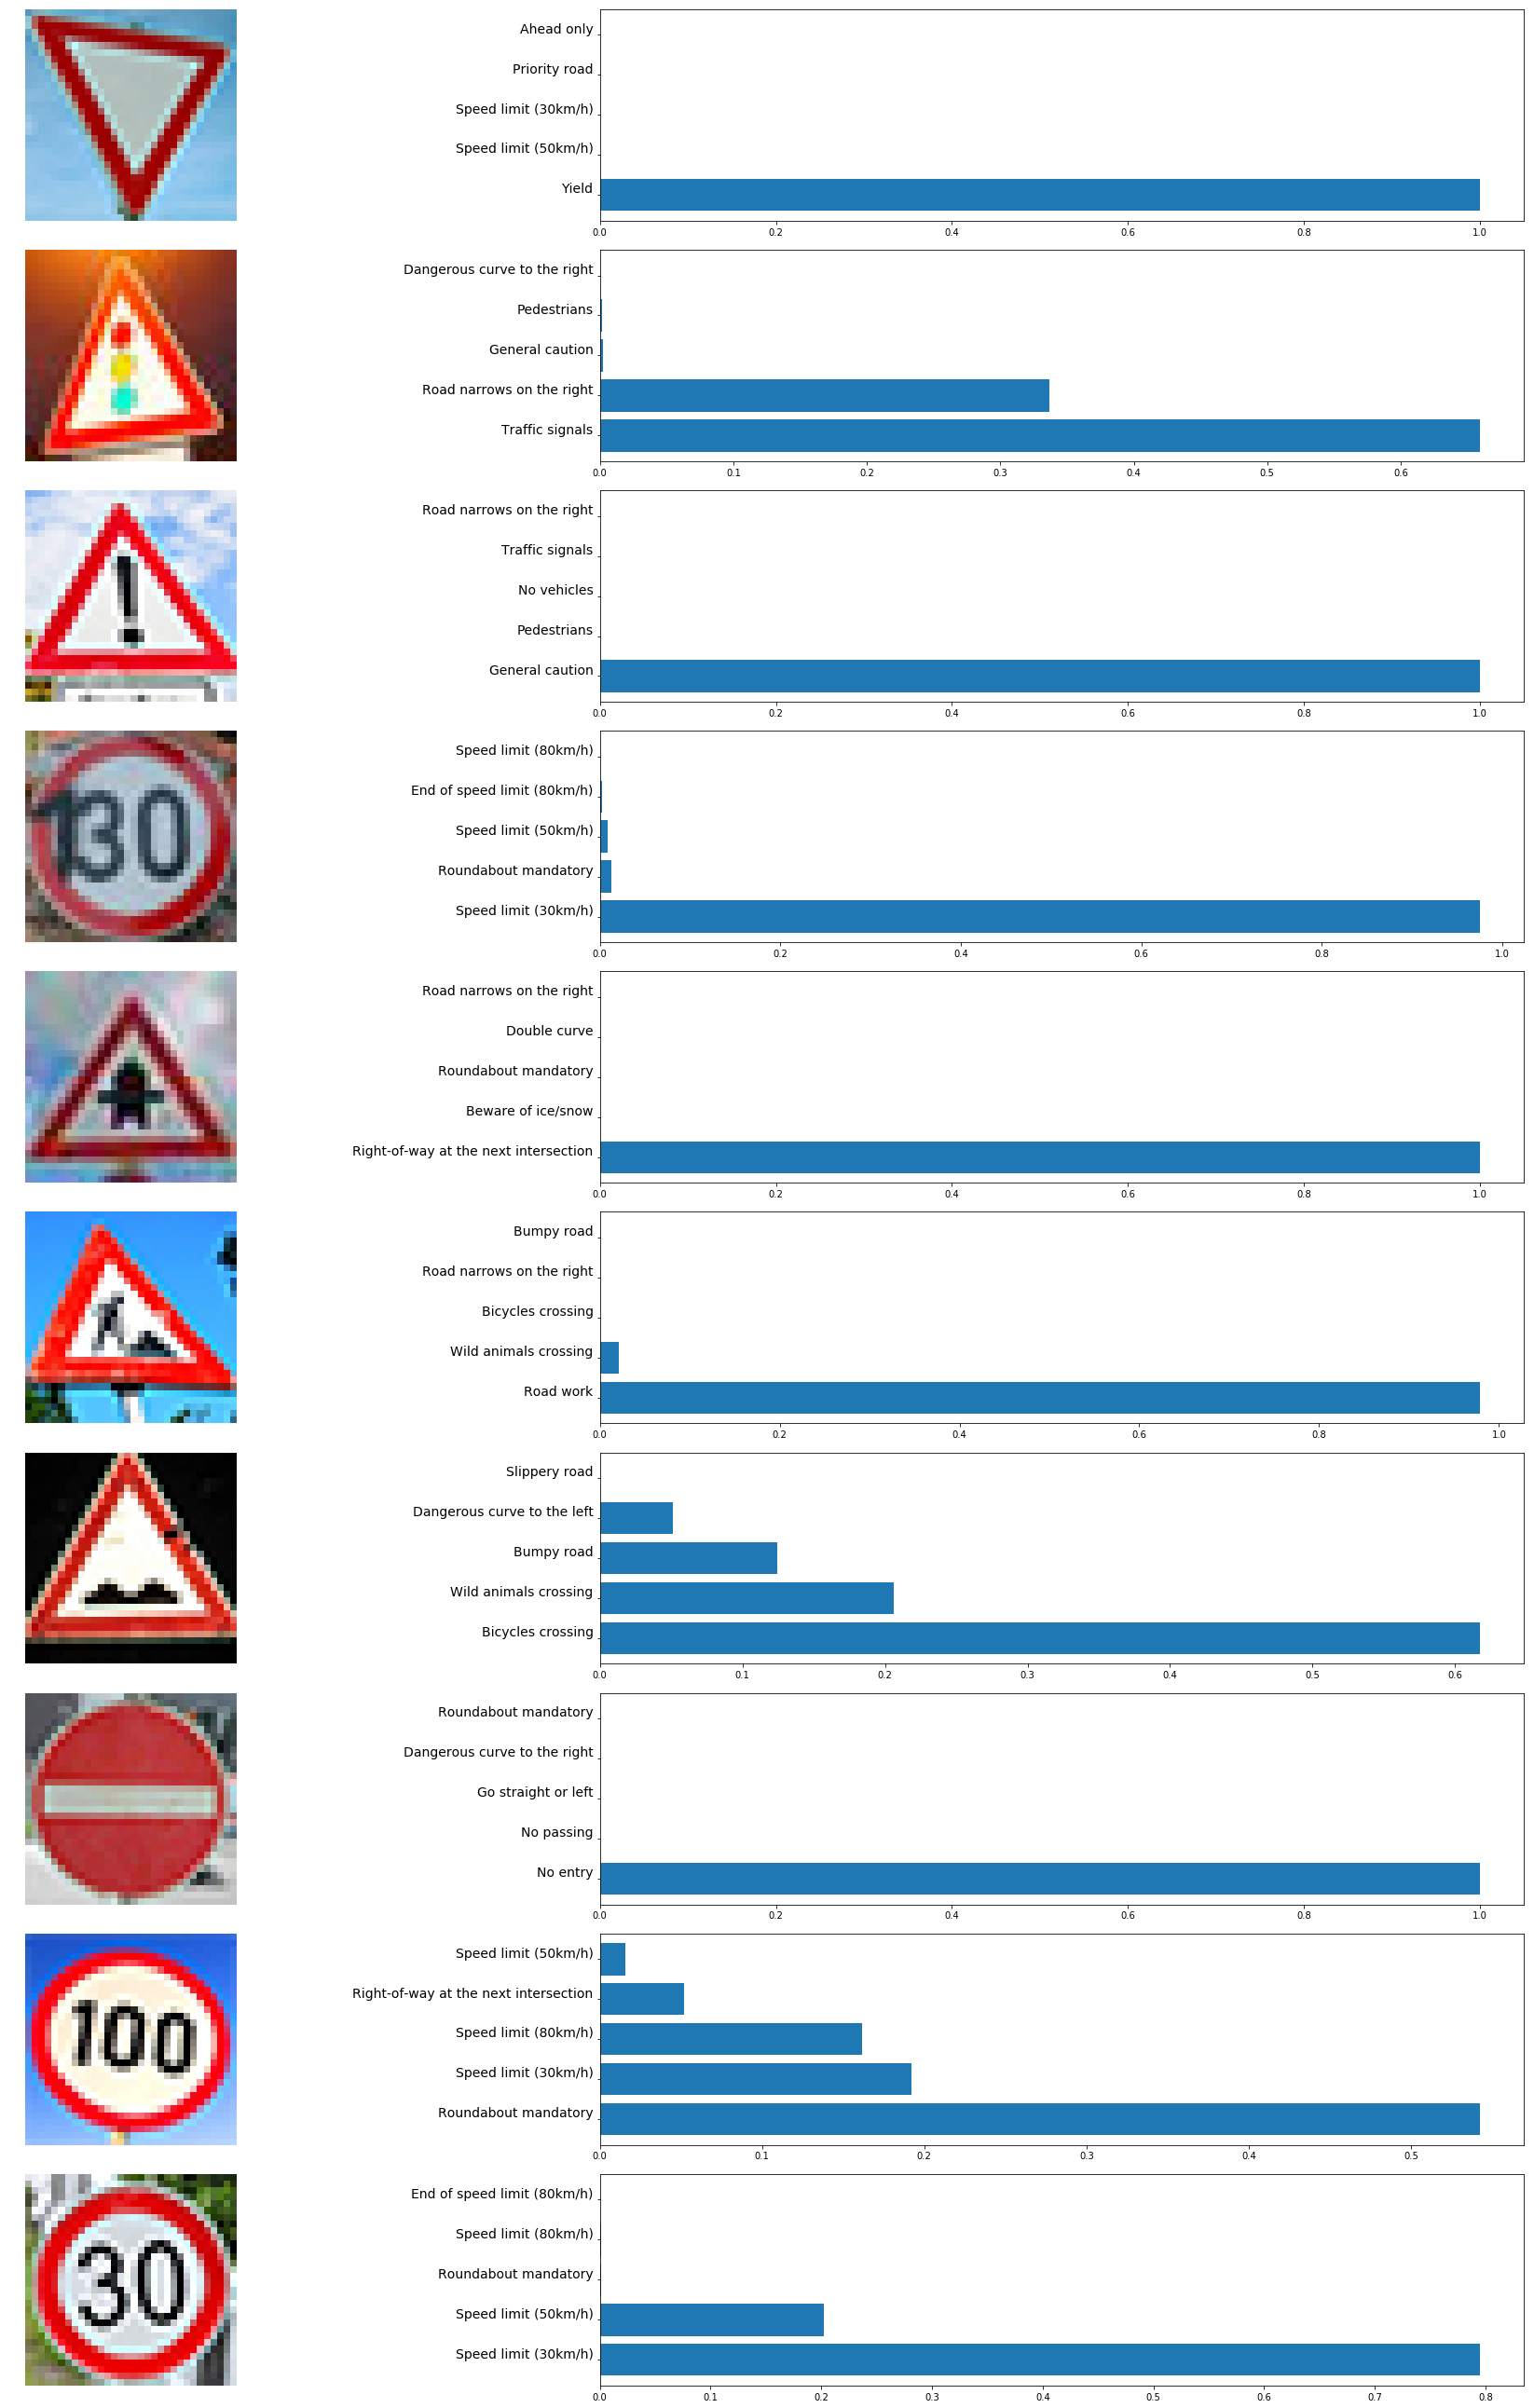 Ahead only
Priority road
Speed limit (30km/h)
Speed limit (50km/h)
Yield
0.0 0.2 0.4 0.6 0.8 1.0
Dangerous curve to the right
Pedestrians
General caution
Road narrows on the right
Traffic signals
0.0 0.1 0.2 0.3 0.4 0.5 0.6
!
Road narrows on the right
Traffic signals
No vehicles
Pedestrians
General caution
0.0 0.2 0.4 0.6 0.8 1.0
130
Speed limit (80km/h)
End of speed limit (80km/h)
Speed limit (50km/h)
Roundabout mandatory
Speed limit (30km/h)
0.0 0.2 0.4 0.6 0.8 1.0
Road narrows on the right
Double curve
Roundabout mandatory
Beware of ice/snow
Right-of-way at the next intersection
0.0 0.2 0.4 0.6 0.8 1.0
Bumpy road
Road narrows on the right
Bicycles crossing
Wild animals crossing
Road work
0.0 0.2 0.4 0.6 0.8 1.0
Slippery road
Dangerous curve to the left
Bumpy road
Wild animals crossing
Bicycles crossing
0.0 0.1 0.2 0.3 0.4 0.5 0.6
Roundabout mandatory
Dangerous curve to the right
Go straight or left
No passing
No entry
0.0 0.2 0.4 0.6 0.8 1.0
100
Speed limit (50km/h)
Right-of-way at the next intersection
Speed limit (80km/h)
Speed limit (30km/h)
Roundabout mandatory
0.0 0.1 0.2 0.3 0.4 0.5
30
End of speed limit (80km/h)
Speed limit (80km/h)
Roundabout mandatory
Speed limit (50km/h)
Speed limit (30km/h)
0.0 0.1 0.2 0.3 0.4 0.5 0.6 0.7 0.8